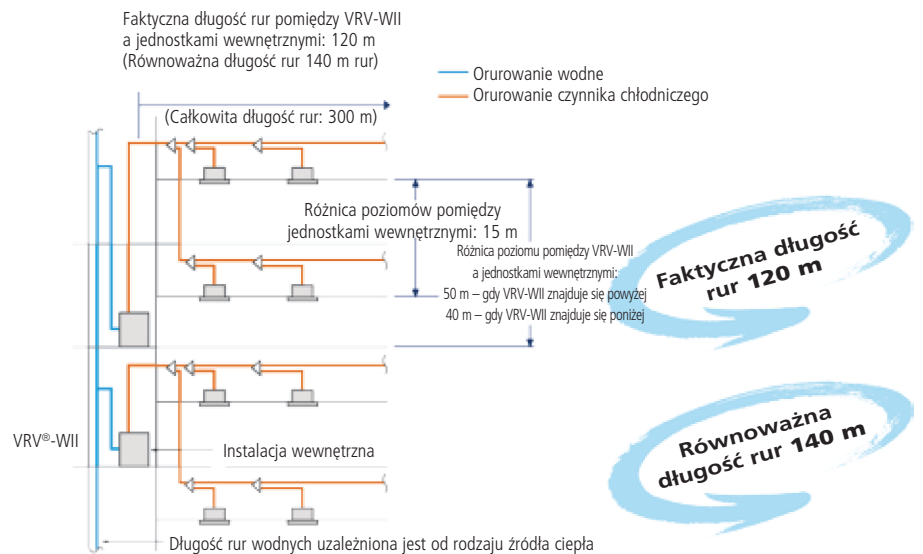 Faktyczna długość rur pomiędzy VRV-WII
a jednostkami wewnętrznymi: 120 m
(Równoważna długość rur 140 m rur)
Orurowanie wodne
Orurowanie czynnika chłodniczego
(Całkowita długość rur: 300 m)
Różnica poziomów pomiędzy
jednostkami wewnętrznymi: 15 m
Różnica poziomu pomiędzy VRV-WII
a jednostkami wewnętrznymi:
50 m – gdy VRV-WII znajduje się powyżej
40 m – gdy VRV-WII znajduje się poniżej
Faktyczna długość
rur 120 m
VRV®-WII
Instalacja wewnętrzna
Równoważna
długość rur 140 m
Długość rur wodnych uzależniona jest od rodzaju źródła ciepła